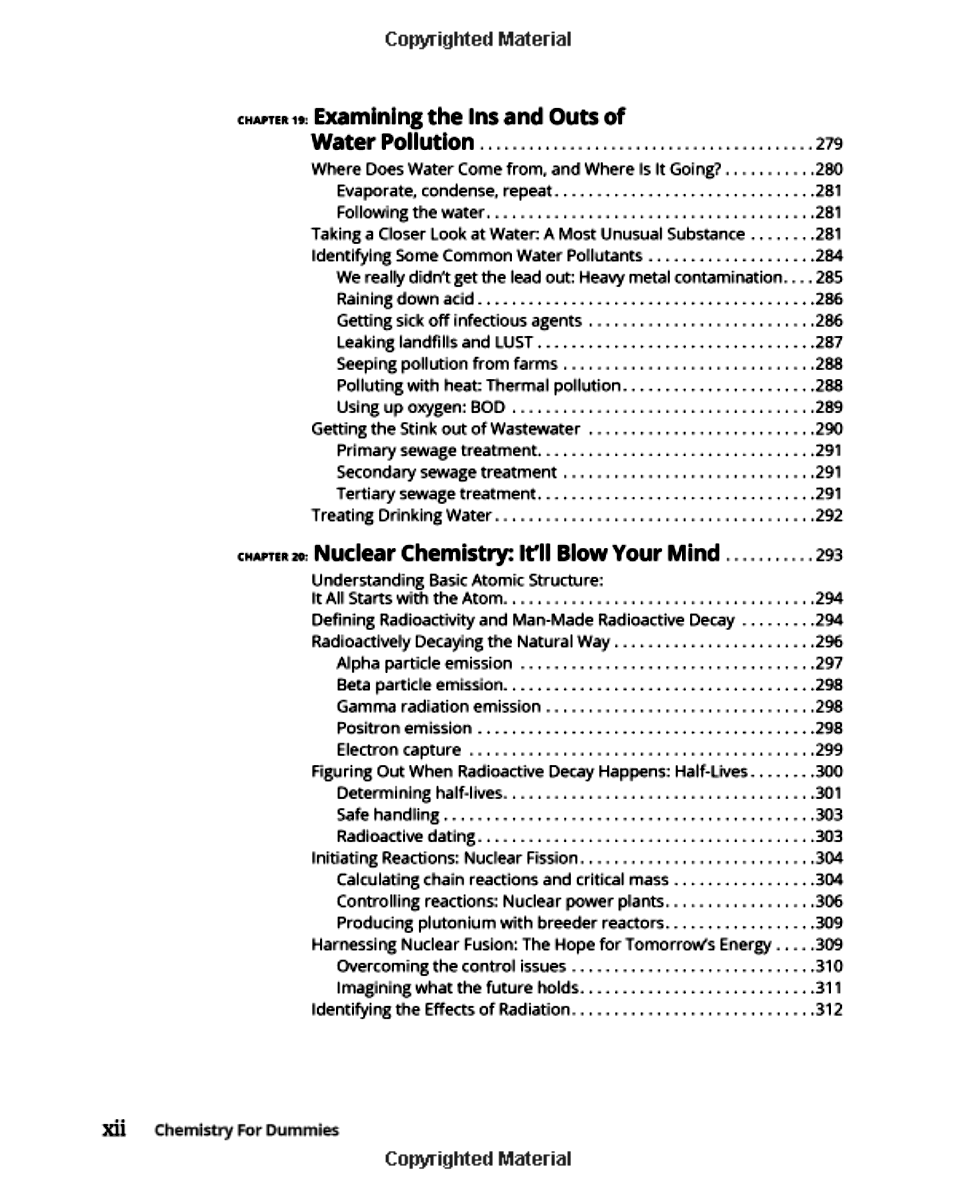 Copyrighted Material
CHAPTER 19: Examining the Ins and Outs of
Water Pollution ........................................ 279
Where Does Water Come from, and Where Is It Going? ........... 280
Evaporate, condense, repeat .............................. 281
Following the water ...................................... 281
Taking a Closer Look at Water: A Most Unusual Substance ........ 281
Identifying Some Common Water Pollutants .................... 284
We really didn't get the lead out: Heavy metal contamination .... 285
Raining down acid ....................................... 286
Getting sick off infectious agents ........................... 286
Leaking landfills and LUST ................................ 287
Seeping pollution from farms .............................. 288
Polluting with heat: Thermal pollution ....................... 288
Using up oxygen: BOD .................................... 289
Getting the Stink out of Wastewater ........................... 290
Primary sewage treatment ................................. 291
Secondary sewage treatment .............................. 291
Tertiary sewage treatment ................................. 291
Treating Drinking Water ...................................... 292
CHAPTER 20: Nuclear Chemistry: It'll Blow Your Mind ........... 293
Understanding Basic Atomic Structure:
It All Starts with the Atom ..................................... 294
Defining Radioactivity and Man-Made Radioactive Decay ......... 294
Radioactively Decaying the Natural Way ........................ 296
Alpha particle emission ................................... 297
Beta particle emission ..................................... 298
Gamma radiation emission ................................ 298
Positron emission ........................................ 298
Electron capture ......................................... 299
Figuring Out When Radioactive Decay Happens: Half-Lives ........ 300
Determining half-lives ..................................... 301
Safe handling ............................................ 303
Radioactive dating ........................................ 303
Initiating Reactions: Nuclear Fission ............................ 304
Calculating chain reactions and critical mass ................. 304
Controlling reactions: Nuclear power plants .................. 306
Producing plutonium with breeder reactors .................. 309
Harnessing Nuclear Fusion: The Hope for Tomorrow's Energy ..... 309
Overcoming the control issues ............................. 310
Imagining what the future holds ............................ 311
Identifying the Effects of Radiation ............................. 312
xii Chemistry For Dummies
Copyrighted Material